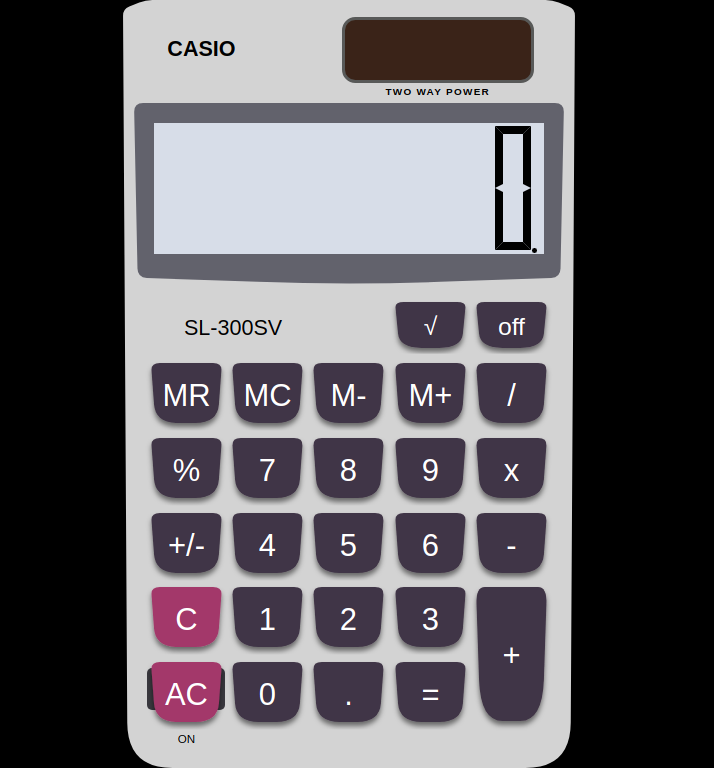 CASIO
TWO WAY POWER
0.
SL-300SV √ off
MR MC M- M+ /
% 7 8 9 x
+/- 4 5 6 -
C 1 2 3
+
AC 0 . =
ON